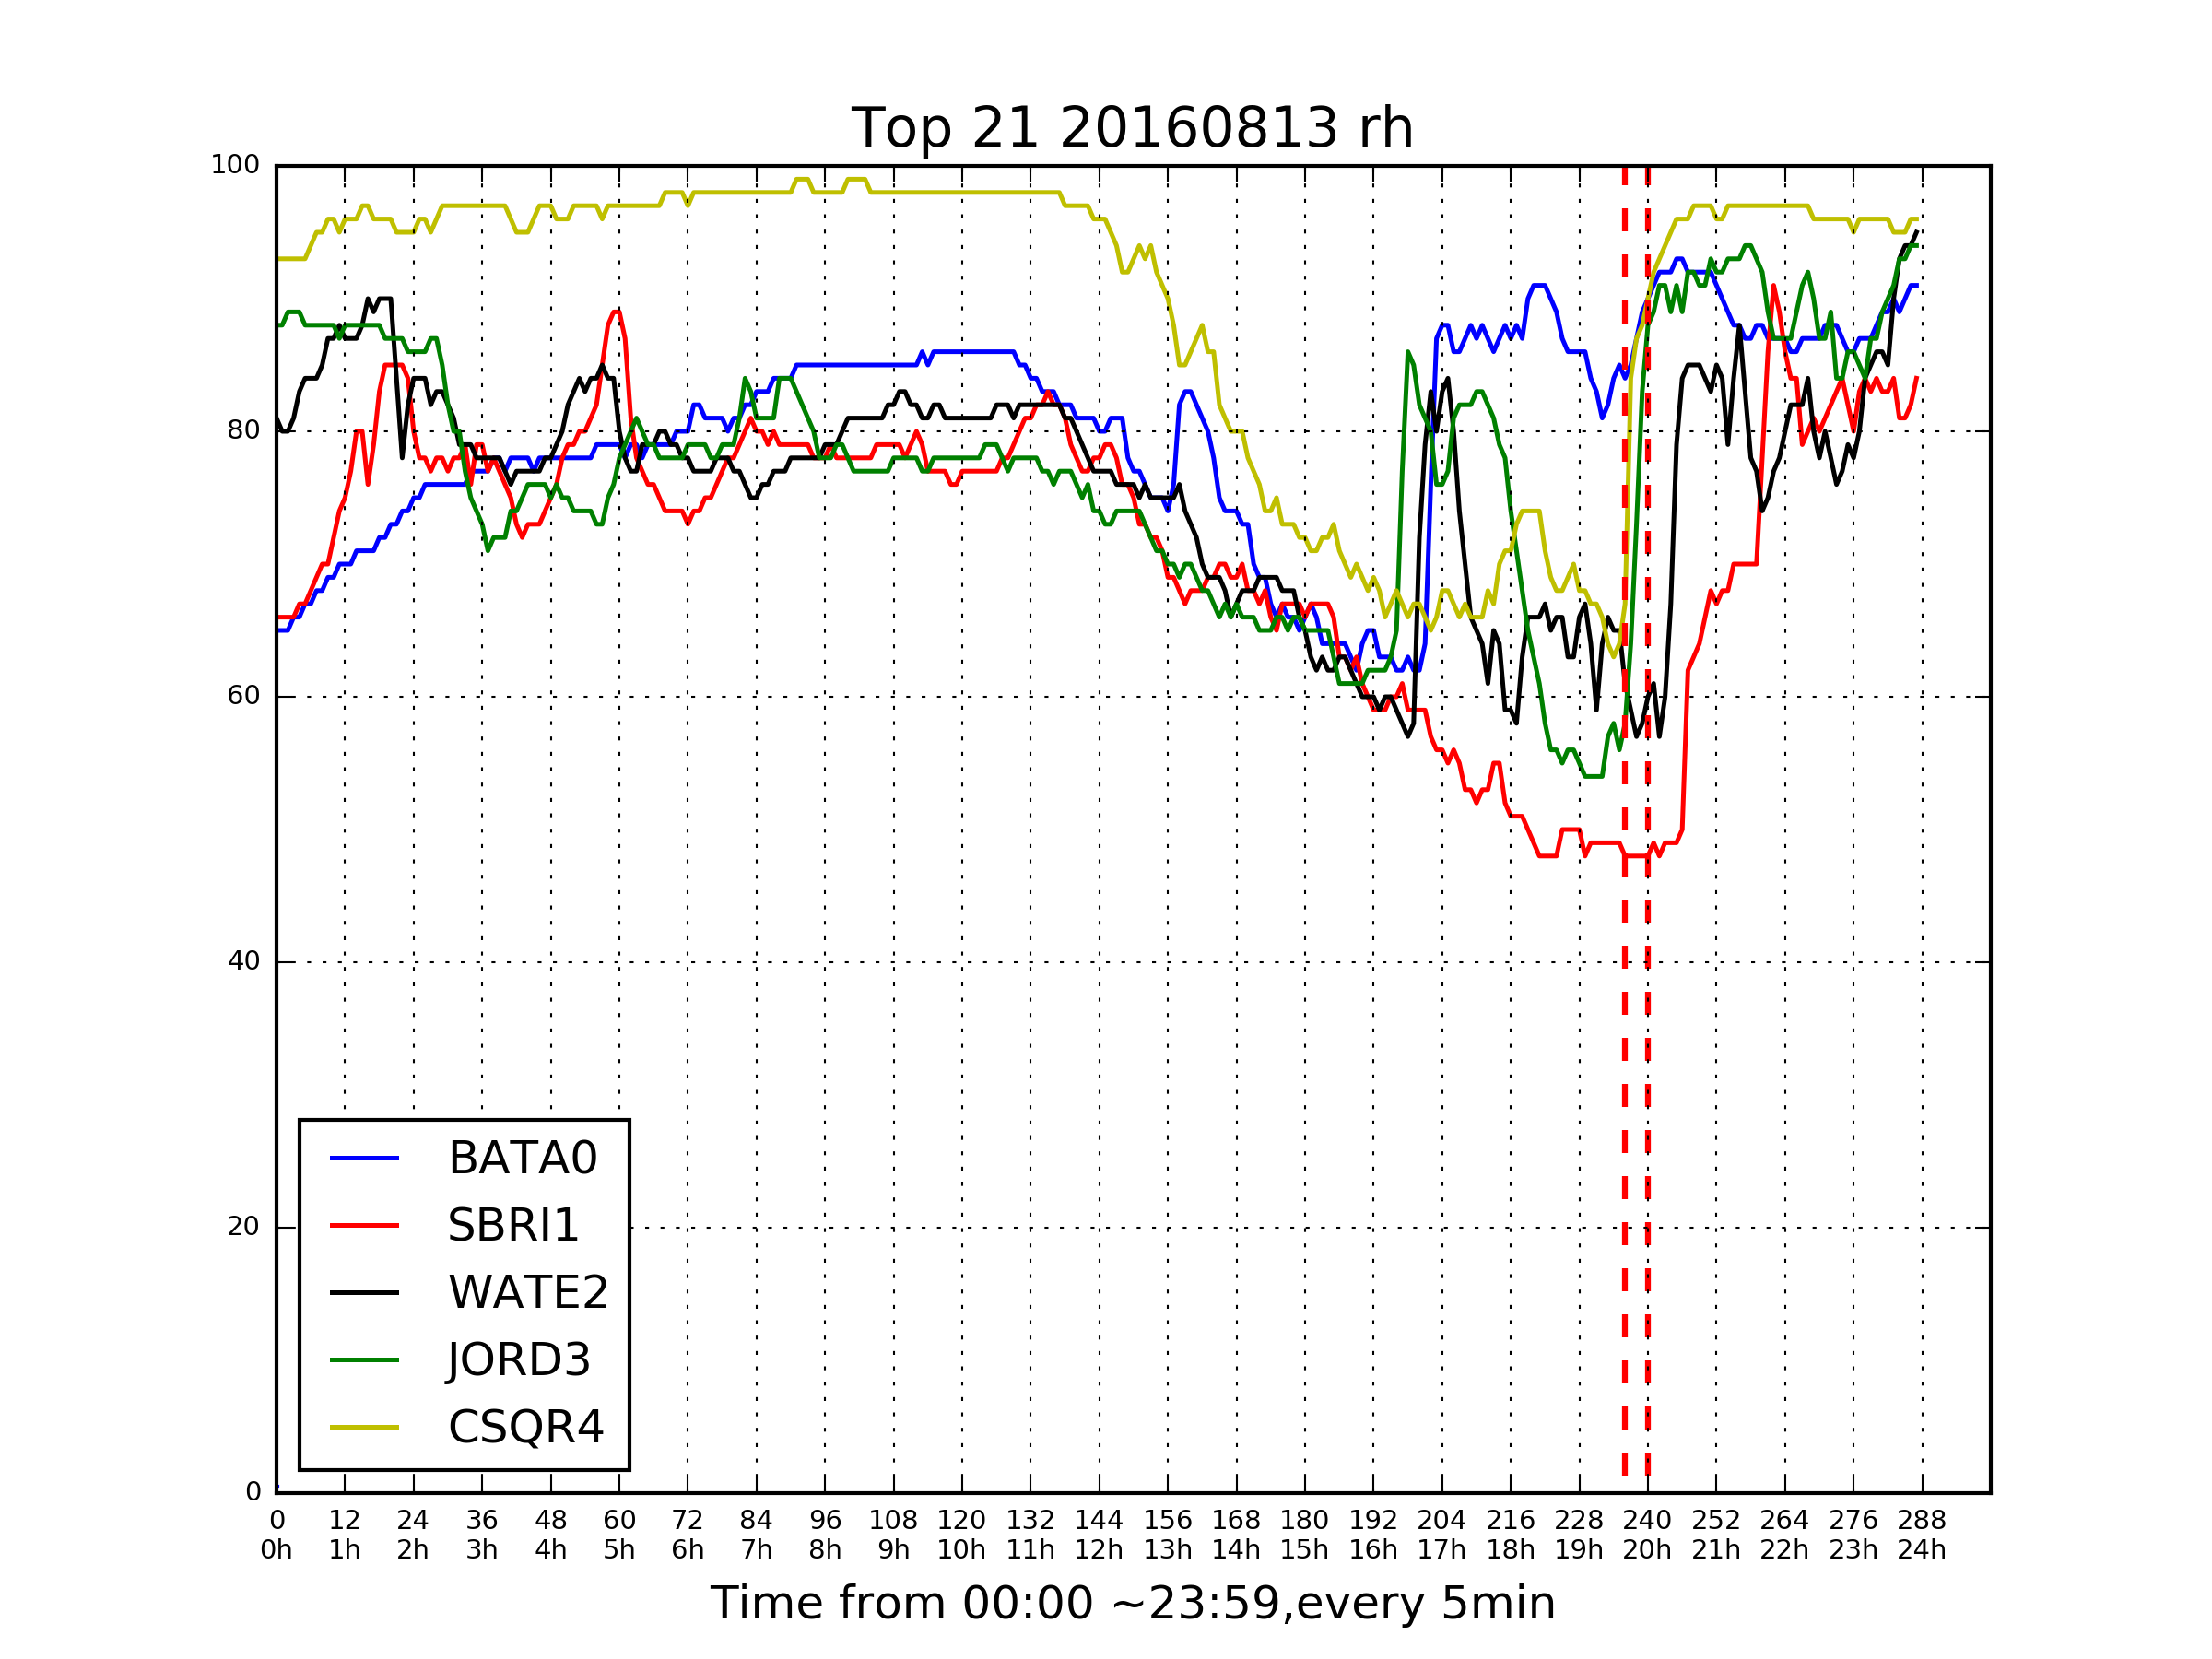 Top 21 20160813 rh
100
80
60
40
20
0
BATA0
SBRI1
WATE2
JORD3
CSQR4
0 12 24 36 48 60 72 84 96 108 120 132 144 156 168 180 192 204 216 228 240 252 264 276 288
0h 1h 2h 3h 4h 5h 6h 7h 8h 9h 10h 11h 12h 13h 14h 15h 16h 17h 18h 19h 20h 21h 22h 23h 24h
Time from 00:00 ~23:59,every 5min